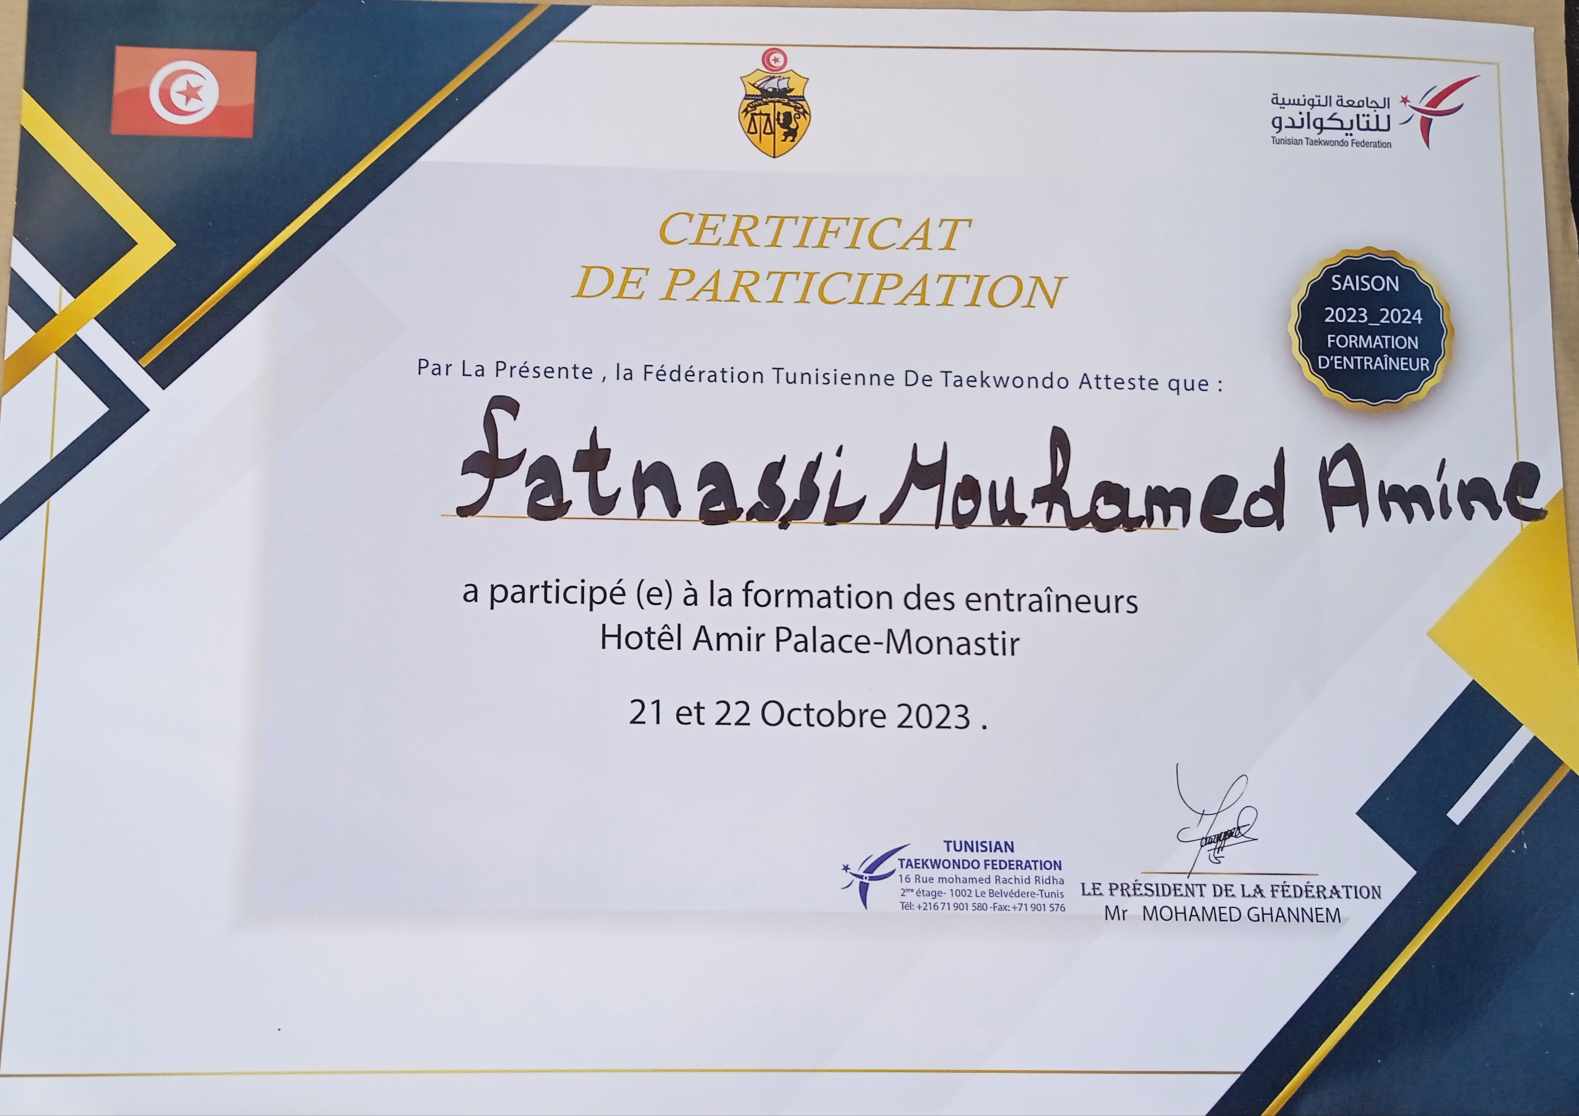 الجامعة التونسية
للتايكواندو
Tunisian Taekwondo Federation
CERTIFICAT
DE PARTICIPATION
SAISON
2023_2024
FORMATION
D'ENTRAÎNEUR
Par La Présente , la Fédération Tunisienne De Taekwondo Atteste que :
Fatnassi Mouhamed Amine
a participé (e) à la formation des entraîneurs
Hotêl Amir Palace-Monastir
21 et 22 Octobre 2023 .
TUNISIAN
TAEKWONDO FEDERATION
16 Rue mohamed Rachid Ridha
2ème étage- 1002 Le Belvédere-Tunis
Tél: +216 71 901 580 -Fax: +71 901 576
LE PRÉSIDENT DE LA FÉDÉRATION
Mr MOHAMED GHANNEM